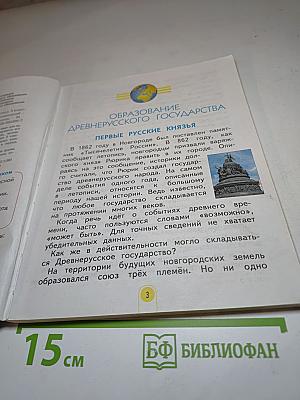 ОБРАЗОВАНИЕ
ДРЕВНЕРУССКОГО ГОСУДАРСТВА
ПЕРВЫЕ РУССКИЕ КНЯЗЬЯ
В 1862 году в Новгороде был поставлен памят-
ник «Тысячелетие России». В 862 году, как
сообщает летопись, новгородцы призвали варяж-
ского князя Рюрика править в их городе. Опи-
раясь на это сообщение, историки дол-
го считали, что Рюрик создал государ-
ство древнерусского народа. На самом
деле события года, описанные
в летописи, относятся к большому
периоду нашей истории. Ведь известно,
что любое государство складывается
на протяжении многих веков.
Когда речь идёт о событиях древнего вре-
мени, часто пользуются словами «возможно»,
«может быть». Для точных сведений не хватает
убедительных данных.
Как же в действительности могло складывать-
ся Древнерусское государство?
На территории будущих новгородских земель
образовался союз трёх племён. Но ни одно
3
15 см
БФ БИБЛИОФАН